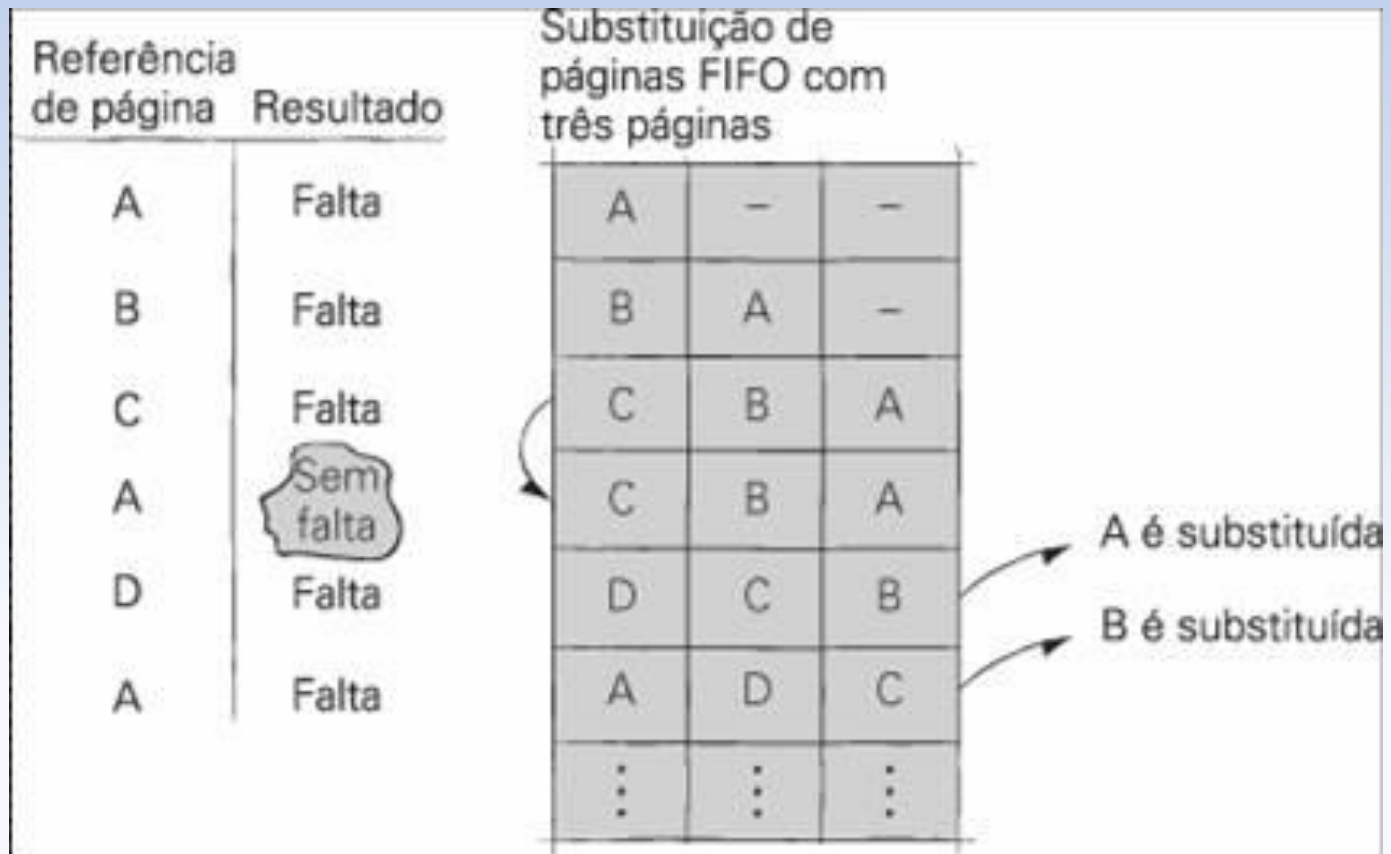 Referência
de página Resultado
Substituição de
páginas FIFO com
três páginas
A Falta A – –
B Falta B A –
C Falta C B A
A Sem falta C B A
D Falta D C B
A é substituída
A Falta A D C
B é substituída
⋮ ⋮ ⋮